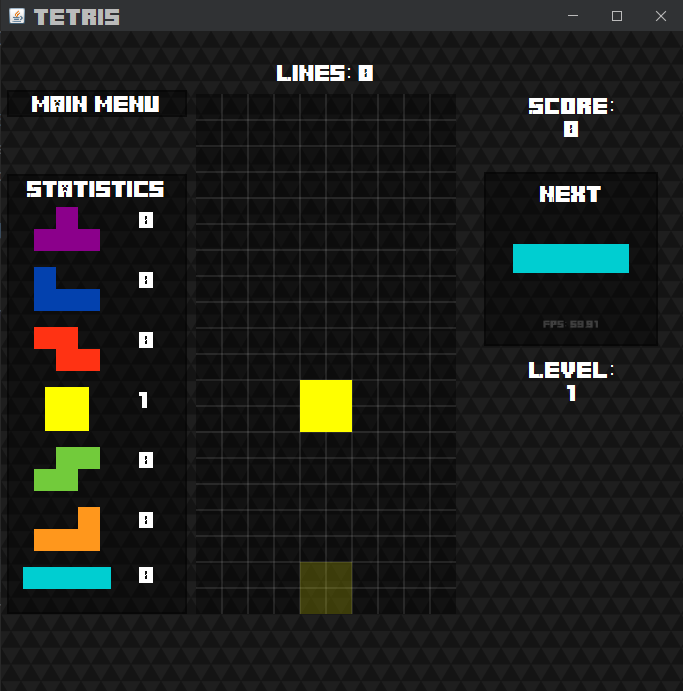 TETRIS
LINES: 0
MAIN MENU
SCORE:
0
STATISTICS
0
0
0
1
0
0
0
NEXT
FPS 59.91
LEVEL:
1